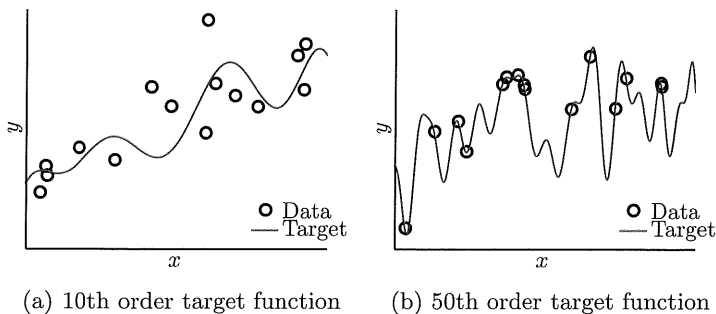 y
Data
Target
x
(a) 10th order target function
y
Data
Target
x
(b) 50th order target function